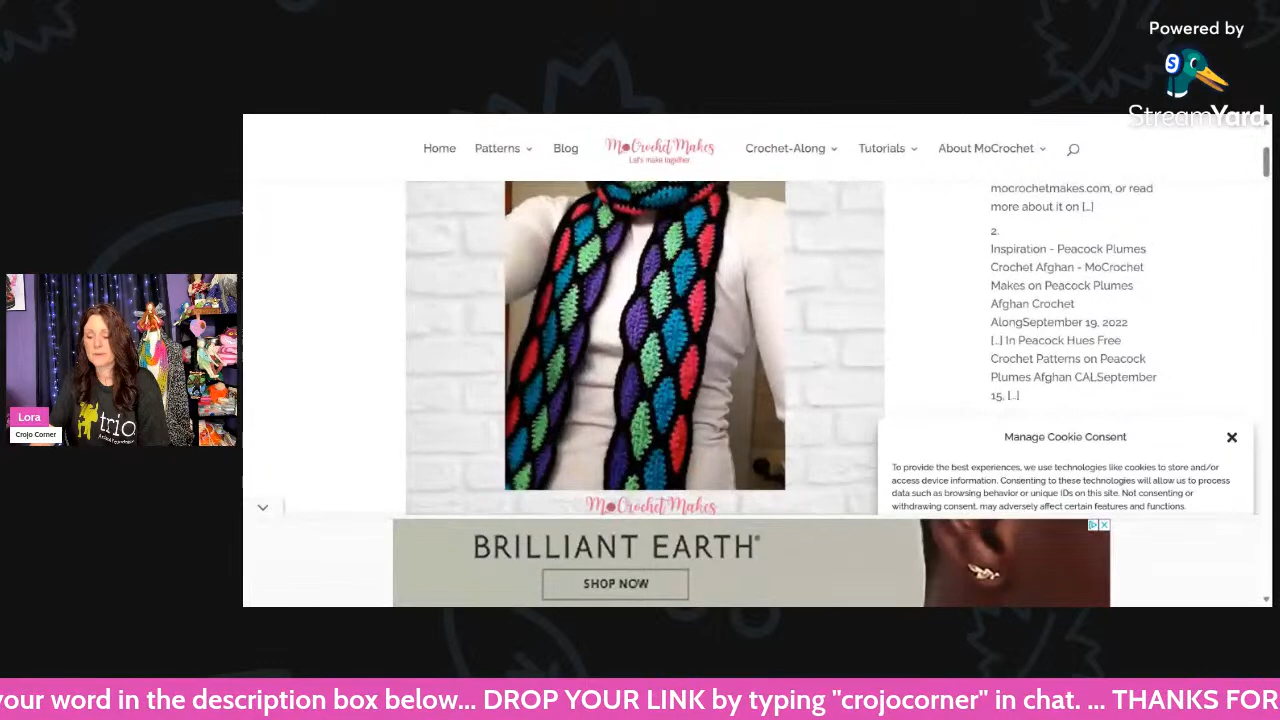 Powered by
StreamYard
Home
Patterns
Blog
MoCrochet Makes
Let's make together
Crochet-Along
Tutorials
About MoCrochet
mocrochetmakes.com, or read
more about it on [...]
2.
Inspiration - Peacock Plumes
Crochet Afghan - MoCrochet
Makes on Peacock Plumes
Afghan Crochet
AlongSeptember 19, 2022
[...] In Peacock Hues Free
Crochet Patterns on Peacock
Plumes Afghan CALSeptember
15, [...]
Manage Cookie Consent
To provide the best experiences, we use technologies like cookies to store and/or
access device information. Consenting to these technologies will allow us to process
data such as browsing behavior or unique IDs on this site. Not consenting or
withdrawing consent, may adversely affect certain features and functions.
MoCrochet Makes
BRILLIANT EARTH®
SHOP NOW
trio
Lora
Crojo Corner
your word in the description box below... DROP YOUR LINK by typing "crojocorner" in chat. ... THANKS FOR